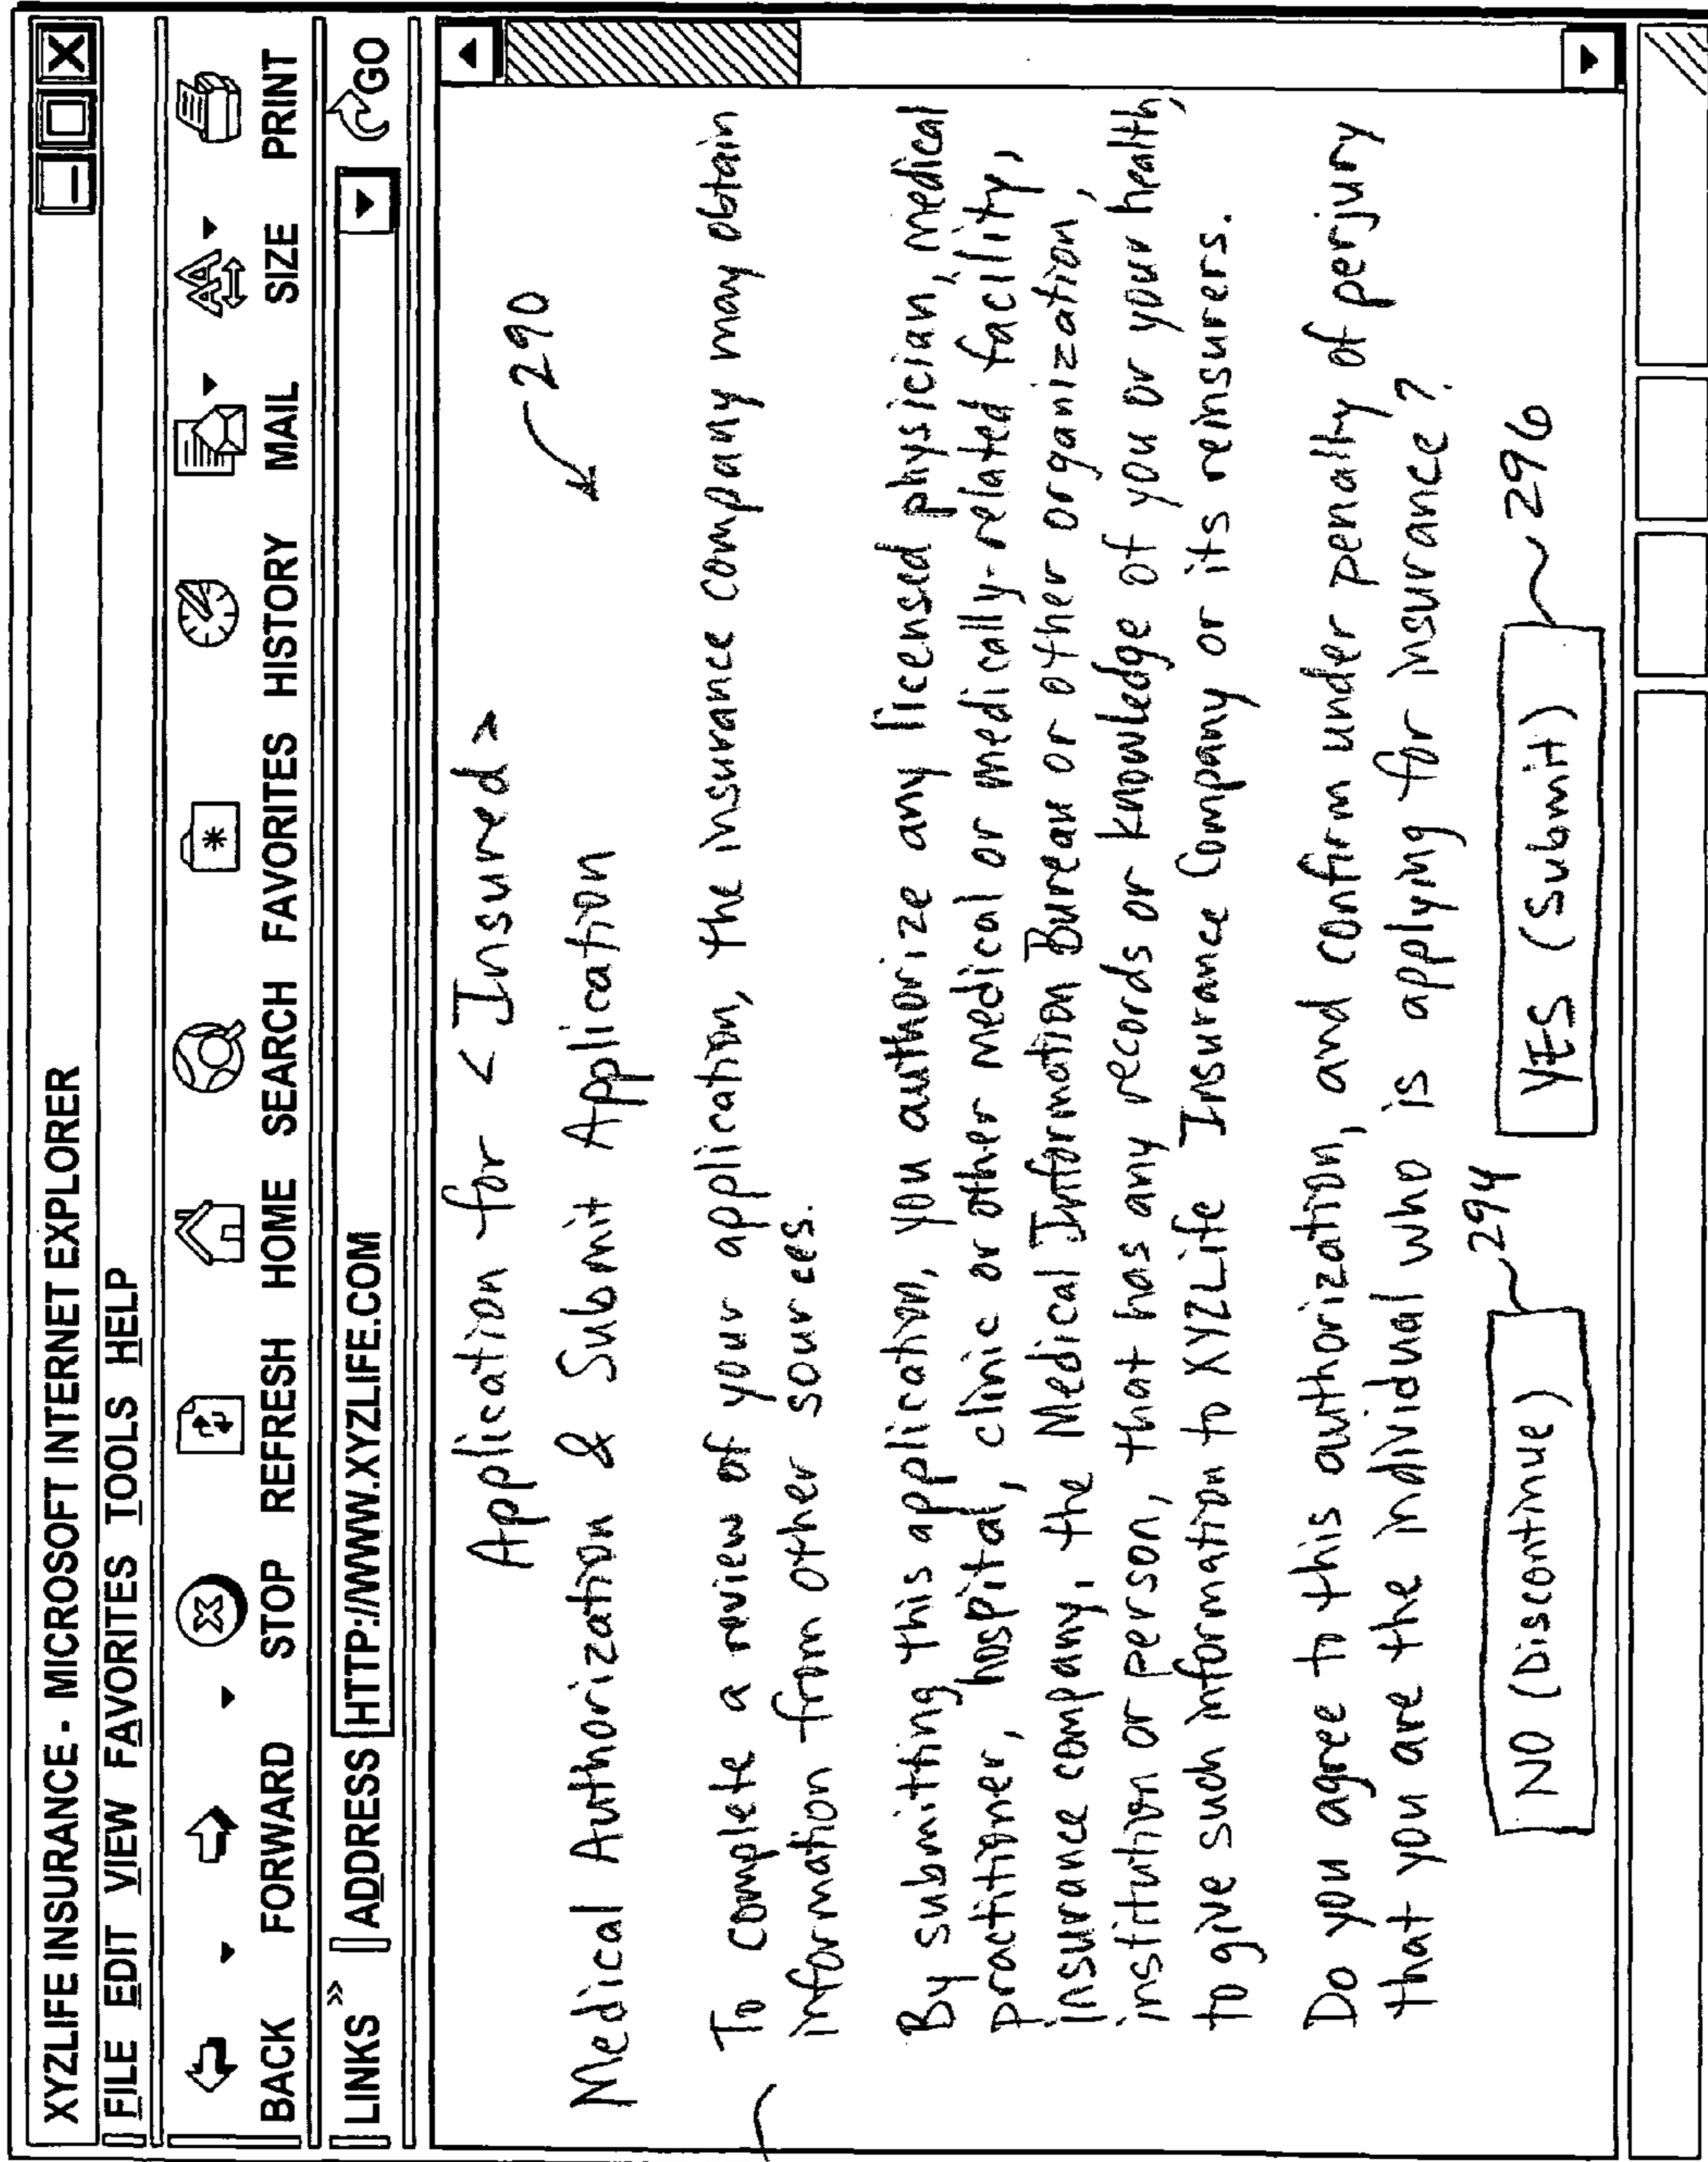 XYZLIFE INSURANCE - MICROSOFT INTERNET EXPLORER
FILE EDIT VIEW FAVORITES TOOLS HELP
BACK FORWARD STOP REFRESH HOME SEARCH FAVORITES HISTORY MAIL SIZE PRINT
LINKS » ADDRESS HTTP://WWW.XYZLIFE.COM GO
Application for < Insured >
290
Medical Authorization & Submit Application
To complete a review of your application, the insurance company may obtain
information from other sources.
By submitting this application, you authorize any licensed physician, medical
practitioner, hospital, clinic or other medical or medically-related facility,
insurance company, the Medical Information Bureau or other organization,
institution or person, that has any records or knowledge of you or your health,
to give such information to XYZLife Insurance Company or its reinsurers.
Do you agree to this authorization, and confirm under penalty of perjury
that you are the individual who is applying for insurance?
294 296
NO (Discontinue) YES (Submit)